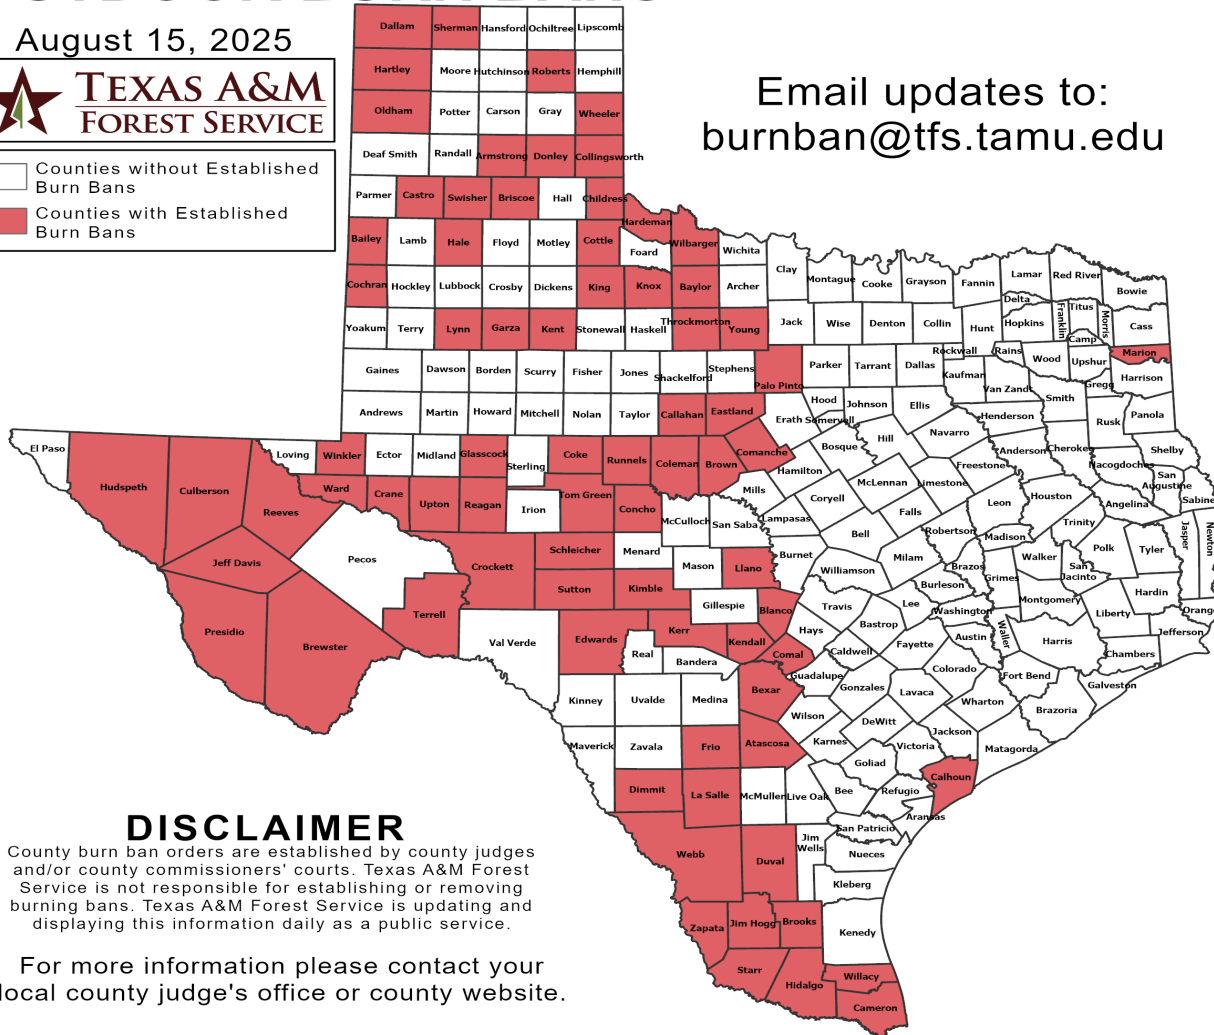 August 15, 2025
TEXAS A&M
FOREST SERVICE
Counties without Established
Burn Bans
Counties with Established
Burn Bans
Email updates to:
burnban@tfs.tamu.edu
Dallam Sherman Hansford Ochiltree Lipscomb
Hartley Moore Hutchinson Roberts Hemphill
Oldham Potter Carson Gray Wheeler
Deaf Smith Randall Armstrong Donley Collingsworth
Parmer Castro Swisher Briscoe Hall Childress
Hardeman
Bailey Lamb Hale Floyd Motley Cottle Foard Wilbarger Wichita Clay Montague Cooke Grayson Fannin Lamar Red River Bowie
Cochran Hockley Lubbock Crosby Dickens King Knox Baylor Archer Delta Franklin Titus Morris Cass
Yoakum Terry Lynn Garza Kent Stonewall Haskell Throckmorton Young Jack Wise Denton Collin Hunt Hopkins Camp
Gaines Dawson Borden Scurry Fisher Jones Shackelford Stephens Palo Pinto Parker Tarrant Dallas Rockwall Kaufman Rains Wood Upshur Marion Harrison
Van Zandt Smith Gregg
Andrews Martin Howard Mitchell Nolan Taylor Callahan Eastland Erath Hood Somervell Johnson Ellis Henderson Rusk Panola
El Paso Hudspeth Culberson Reeves Loving Winkler Ector Midland Glasscock Sterling Coke Runnels Coleman Brown Comanche Bosque Hill Navarro Anderson Cherokee Nacogdoches Shelby
Hamilton Freestone San
Augustine Sabine
Ward Crane Upton Reagan Irion Tom Green Concho McCulloch San Saba Mills Lampasas Coryell McLennan Limestone Falls Leon Houston Angelina
Jeff Davis Pecos Crockett Schleicher Menard Mason Llano Burnet Bell Milam Robertson Madison Trinity Polk Tyler Jasper Newton
Sutton Kimble Williamson Brazos Grimes Walker San
Jacinto
Presidio Brewster Terrell Val Verde Edwards Kerr Gillespie Blanco Travis Lee Burleson Washington Montgomery Liberty Hardin Orange
Real Bandera Kendall Comal Hays Bastrop Caldwell Fayette Austin Waller Harris Chambers Jefferson
Kinney Uvalde Medina Bexar Guadalupe Gonzales Lavaca Colorado Fort Bend Galveston
Wilson DeWitt Wharton Brazoria
Maverick Zavala Frio Atascosa Karnes Goliad Victoria Jackson Matagorda
Dimmit La Salle McMullen Live Oak Bee Refugio Calhoun
Aransas
San Patricio
Webb Duval Jim
Wells Nueces
Kleberg
Zapata Jim Hogg Brooks Kenedy
Starr Hidalgo Willacy
Cameron
DISCLAIMER
County burn ban orders are established by county judges
and/or county commissioners' courts. Texas A&M Forest
Service is not responsible for establishing or removing
burning bans. Texas A&M Forest Service is updating and
displaying this information daily as a public service.
For more information please contact your
local county judge's office or county website.